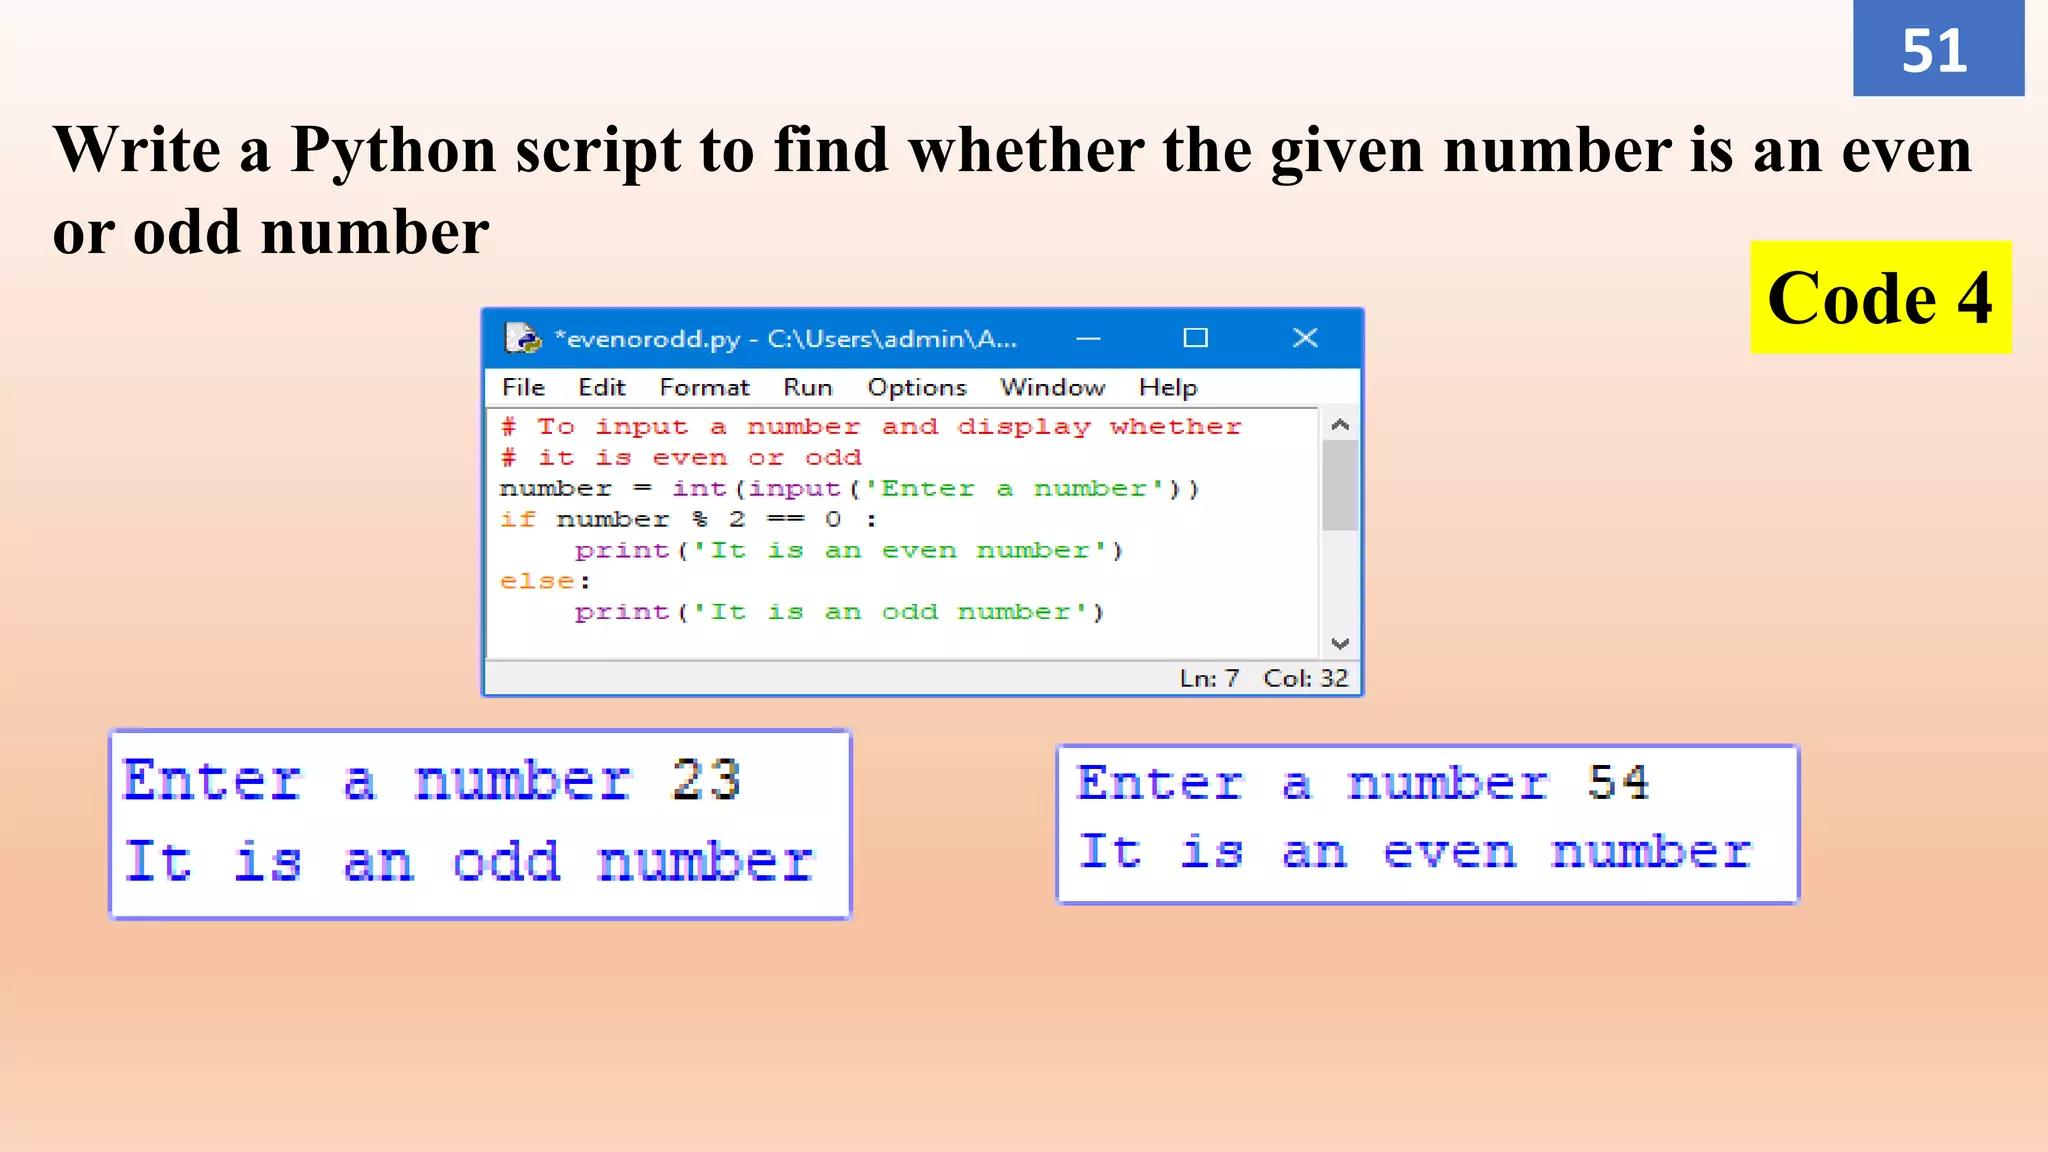 51
Write a Python script to find whether the given number is an even
or odd number
Code 4
*evenorodd.py - C:\Users\admin\A...
File Edit Format Run Options Window Help
# To input a number and display whether
# it is even or odd
number = int(input('Enter a number'))
if number % 2 == 0 :
    print('It is an even number')
else:
    print('It is an odd number')
Ln: 7 Col: 32
Enter a number 23
It is an odd number
Enter a number 54
It is an even number